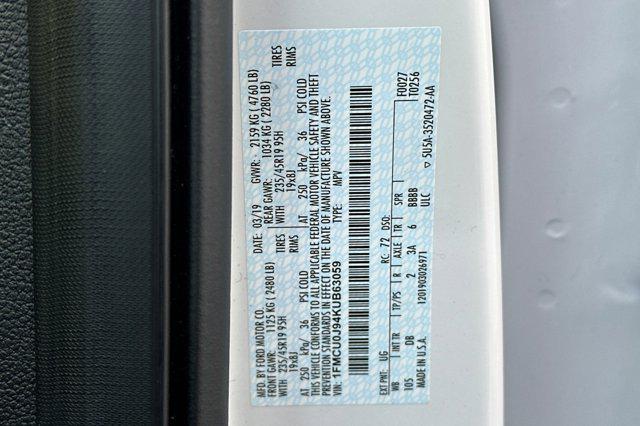 MFD. BY FORD MOTOR CO. DATE: 03/19 GVWR: 2159 KG ( 4760 LB)
FRONT GAWR: 1125 KG (2480 LB) REAR GAWR: 1034 KG ( 2280 LB)
WITH 235/45R19 95H TIRES WITH 235/45R19 95H TIRES
19x8J RIMS 19x8J RIMS
AT 250 kPa/ 36 PSI COLD AT 250 kPa/ 36 PSI COLD
THIS VEHICLE CONFORMS TO ALL APPLICABLE FEDERAL MOTOR VEHICLE SAFETY AND THEFT
PREVENTION STANDARDS IN EFFECT ON THE DATE OF MANUFACTURE SHOWN ABOVE.
VIN: 1FMCU0J94KUB63059 TYPE: MPV
EXT PNT: UG RC: 72 DSO: F0027
WB INT TR TP/PS R AXLE TR SPR T0256
105 DB 2 3A 6 BBBB
MADE IN U.S.A. 1201903026971 ULC ▽ 5U5A-3520472-AA